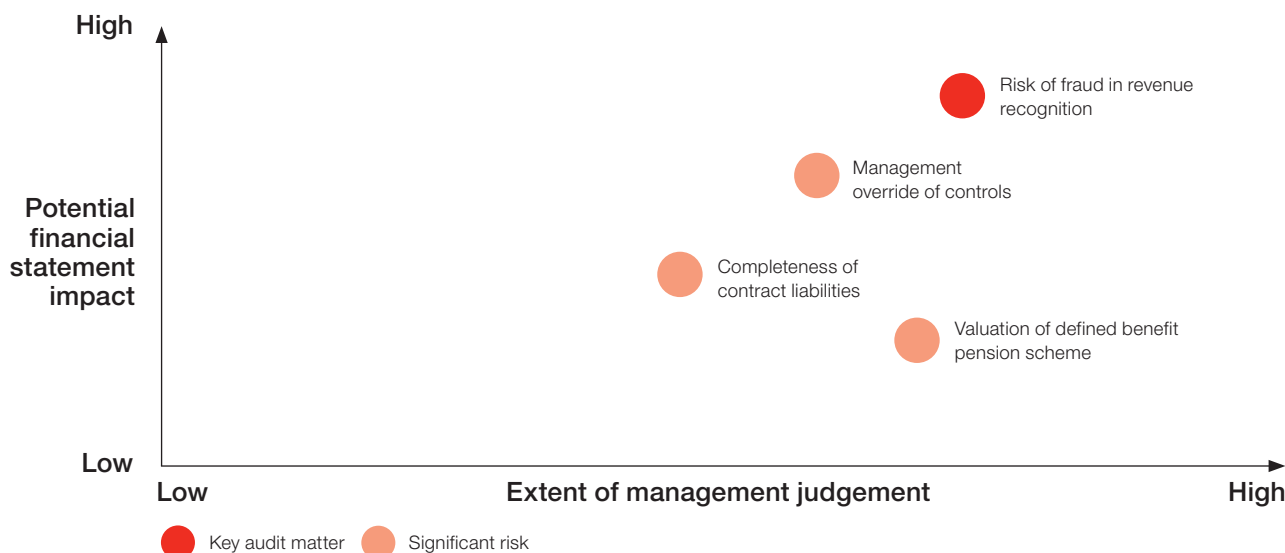 High
Risk of fraud in revenue
recognition
Management
override of controls
Potential
financial
statement
impact
Completeness of
contract liabilities
Valuation of defined benefit
pension scheme
Low
Low
Extent of management judgement
High
Key audit matter
Significant risk